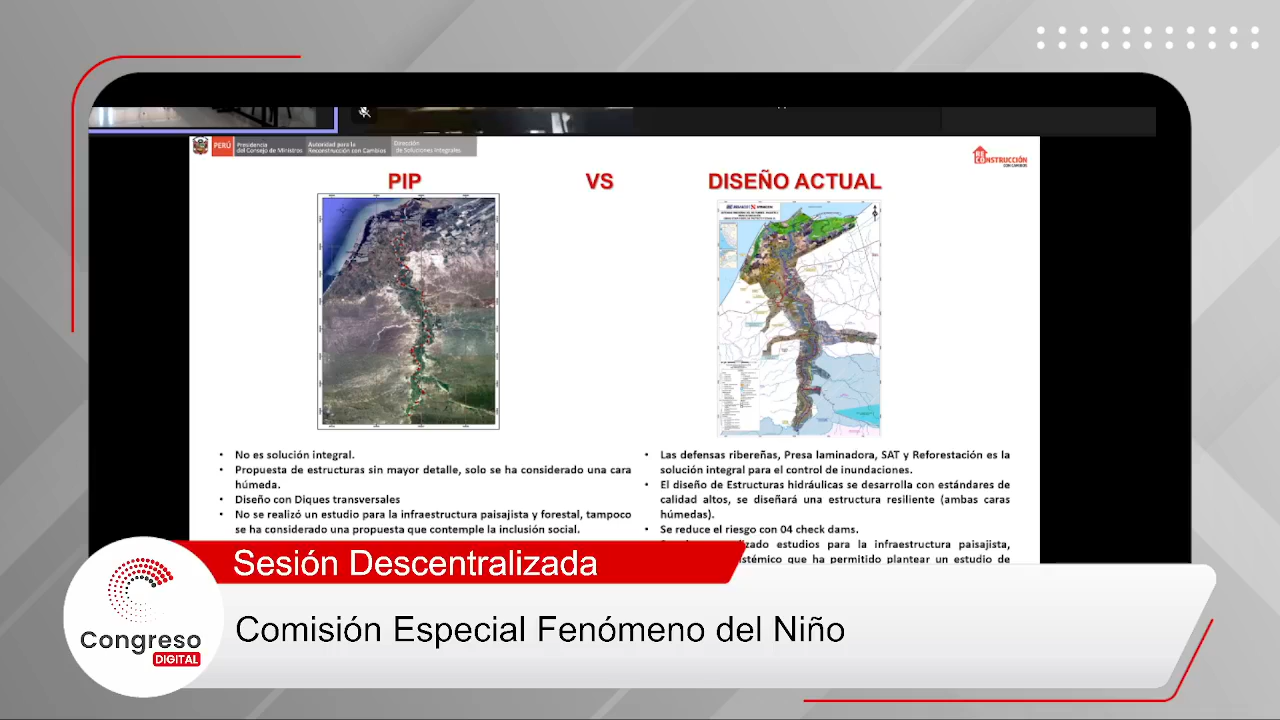 PERÚ
Presidencia
del Consejo de Ministros
Autoridad para la
Reconstrucción con Cambios
Dirección
de Soluciones Integrales
RECONSTRUCCIÓN
CON CAMBIOS
PIP VS DISEÑO ACTUAL
• No es solución integral.
• Propuesta de estructuras sin mayor detalle, solo se ha considerado una cara
húmeda.
• Diseño con Diques transversales
• No se realizó un estudio para la infraestructura paisajista y forestal, tampoco
se ha considerado una propuesta que contemple la inclusión social.
• Las defensas ribereñas, Presa laminadora, SAT y Reforestación es la
solución integral para el control de inundaciones.
• El diseño de Estructuras hidráulicas se desarrolla con estándares de
calidad altos, se diseñará una estructura resiliente (ambas caras
húmedas).
• Se reduce el riesgo con 04 check dams.
estudios para la infraestructura paisajista,
que ha permitido plantear un estudio de
Sesión Descentralizada
Comisión Especial Fenómeno del Niño
Congreso
DIGITAL